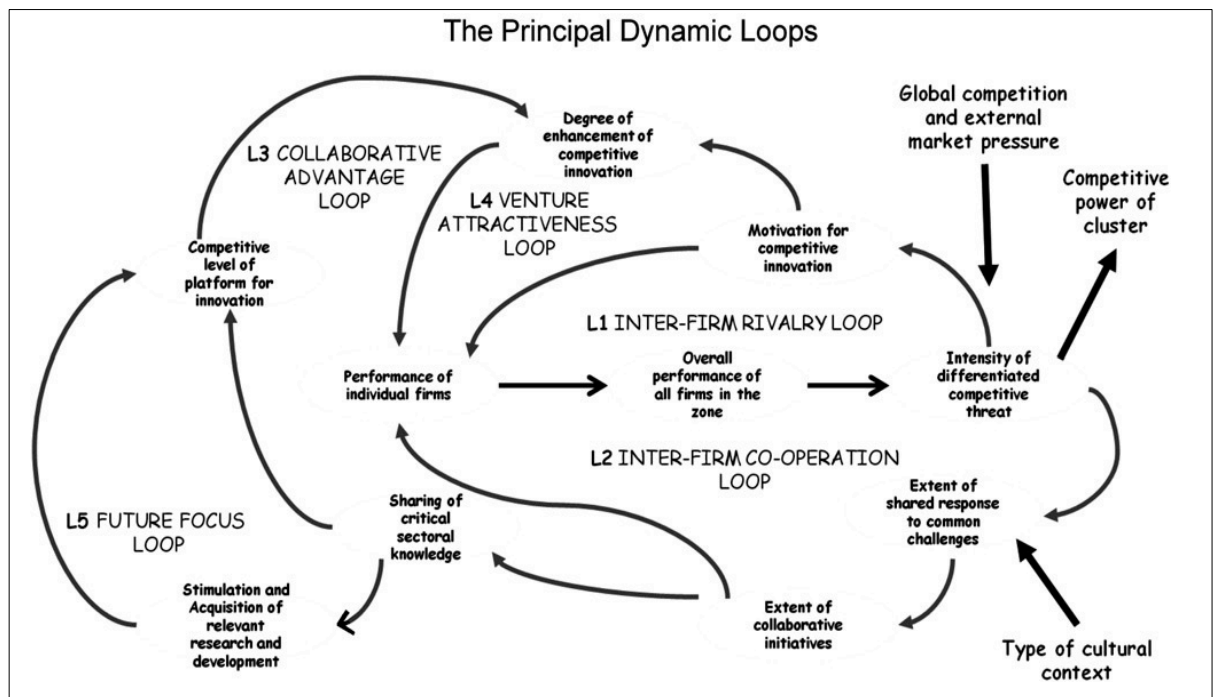 The Principal Dynamic Loops
Global competition
and external
market pressure
Degree of
enhancement of
competitive
innovation
L3 COLLABORATIVE
ADVANTAGE
LOOP
Competitive
power of
cluster
L4 VENTURE
ATTRACTIVENESS
LOOP
Motivation for
competitive
innovation
Competitive
level of
platform for
innovation
L1 INTER-FIRM RIVALRY LOOP
Performance of
individual firms
Overall
performance of
all firms in the
zone
Intensity of
differentiated
competitive
threat
L2 INTER-FIRM CO-OPERATION
LOOP
Sharing of
critical
sectoral
knowledge
Extent of
shared response
to common
challenges
L5 FUTURE FOCUS
LOOP
Stimulation and
Acquisition of
relevant
research and
development
Extent of
collaborative
initiatives
Type of cultural
context